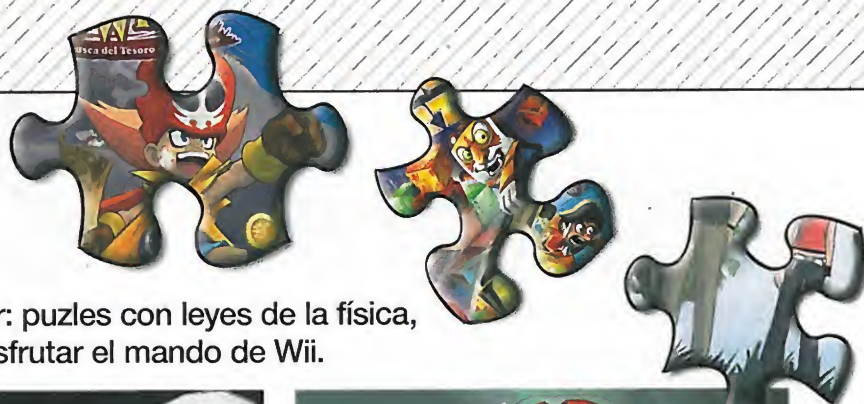 usca del Tesoro
r: puzles con leyes de la física,
sfrutar el mando de Wii.